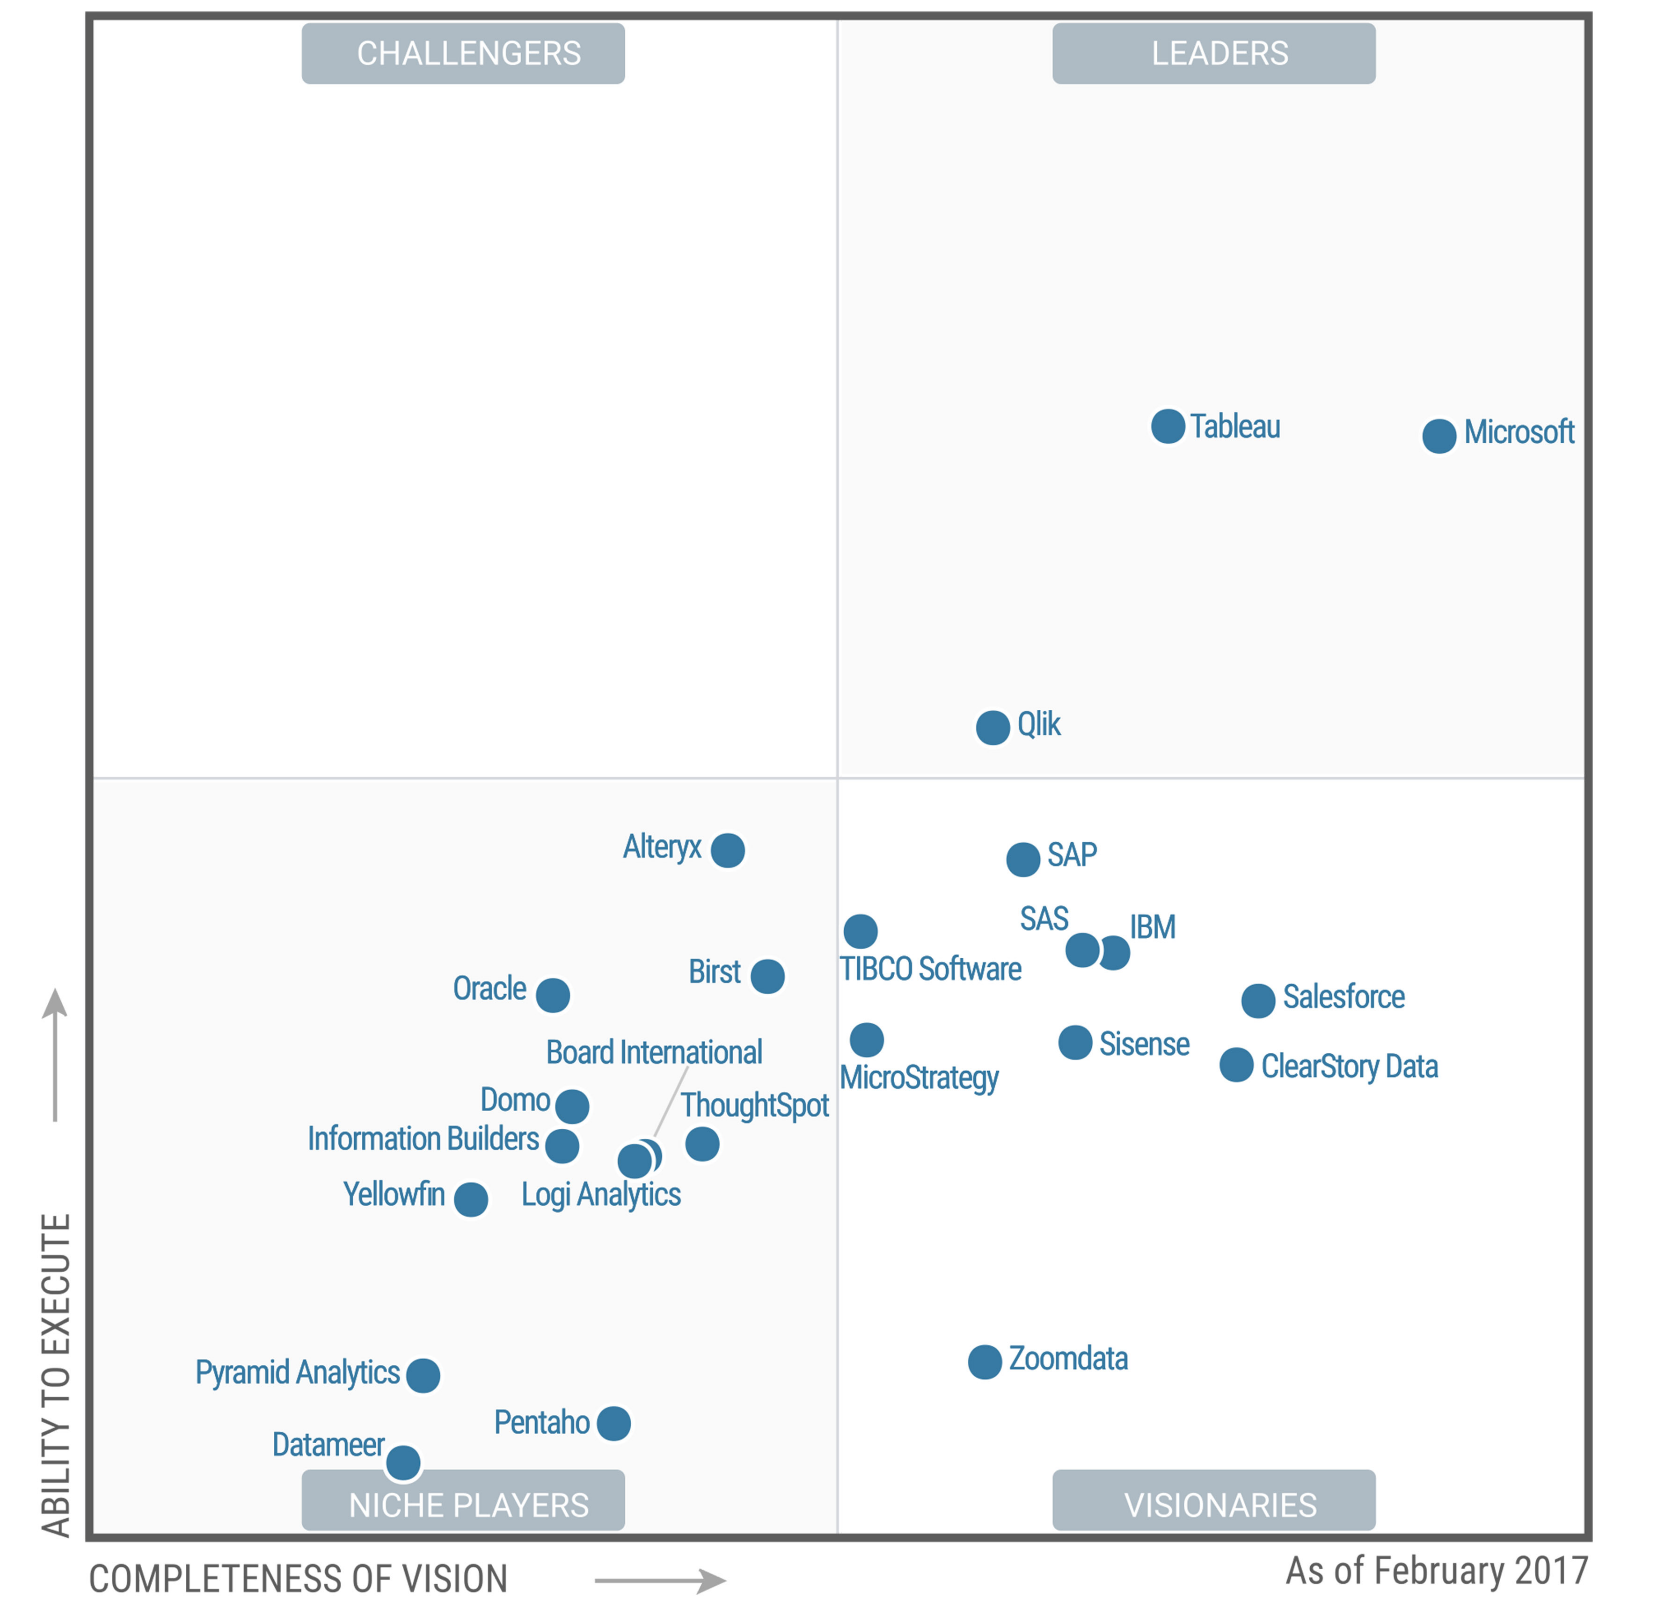 CHALLENGERS
LEADERS
Tableau
Microsoft
Qlik
Alteryx
SAP
SAS
IBM
TIBCO Software
Birst
Oracle
Salesforce
Board International
Sisense
ClearStory Data
MicroStrategy
Domo
ThoughtSpot
Information Builders
Yellowfin
Logi Analytics
Zoomdata
Pyramid Analytics
Pentaho
Datameer
NICHE PLAYERS
VISIONARIES
ABILITY TO EXECUTE
COMPLETENESS OF VISION
As of February 2017